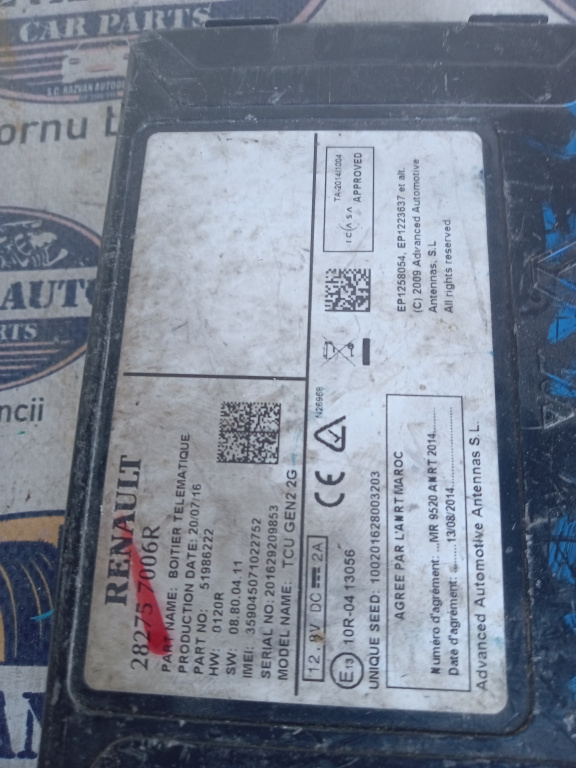 RENAULT
28275 7006R
PART NAME: BOITIER TELEMATIQUE
PRODUCTION DATE: 20/07/16
PART NO: 51986222
HW: 0120R
SW: 08.80.04.11
IMEI: 359045071022752
SERIAL NO: 201629209853
MODEL NAME: TCU GEN2 2G
12.0V DC 2A
E13 10R-04 13056
UNIQUE SEED: 100201628003203
CE
N26968
ICASA
TA-2014/1004
APPROVED
AGREE PAR L'ANRT MAROC
Numéro d'agrément: ...MR 9520 ANRT 2014
Date d'agrément: ......13/08/2014
EP1258054, EP1223637 et alt.
(C) 2009 Advanced Automotive
Antennas, S.L
All rights reserved
Advanced Automotive Antennas S.L.
CAR PARTS
S.C. RAZVAN
ornu
AUTO
RTS
ncii
AN